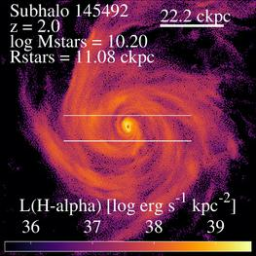 Subhalo 145492
22.2 ckpc
z = 2.0
log Mstars = 10.20
Rstars = 11.08 ckpc
L(H-alpha) [log erg s⁻¹ kpc⁻²]
36 37 38 39